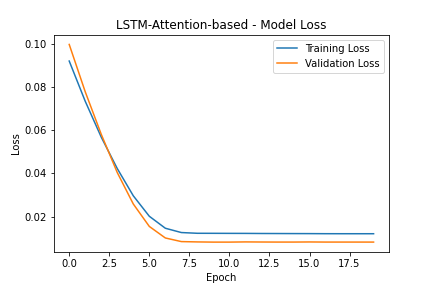 LSTM-Attention-based - Model Loss
Training Loss
Validation Loss
0.10
0.08
0.06
0.04
0.02
Loss
0.0 2.5 5.0 7.5 10.0 12.5 15.0 17.5
Epoch